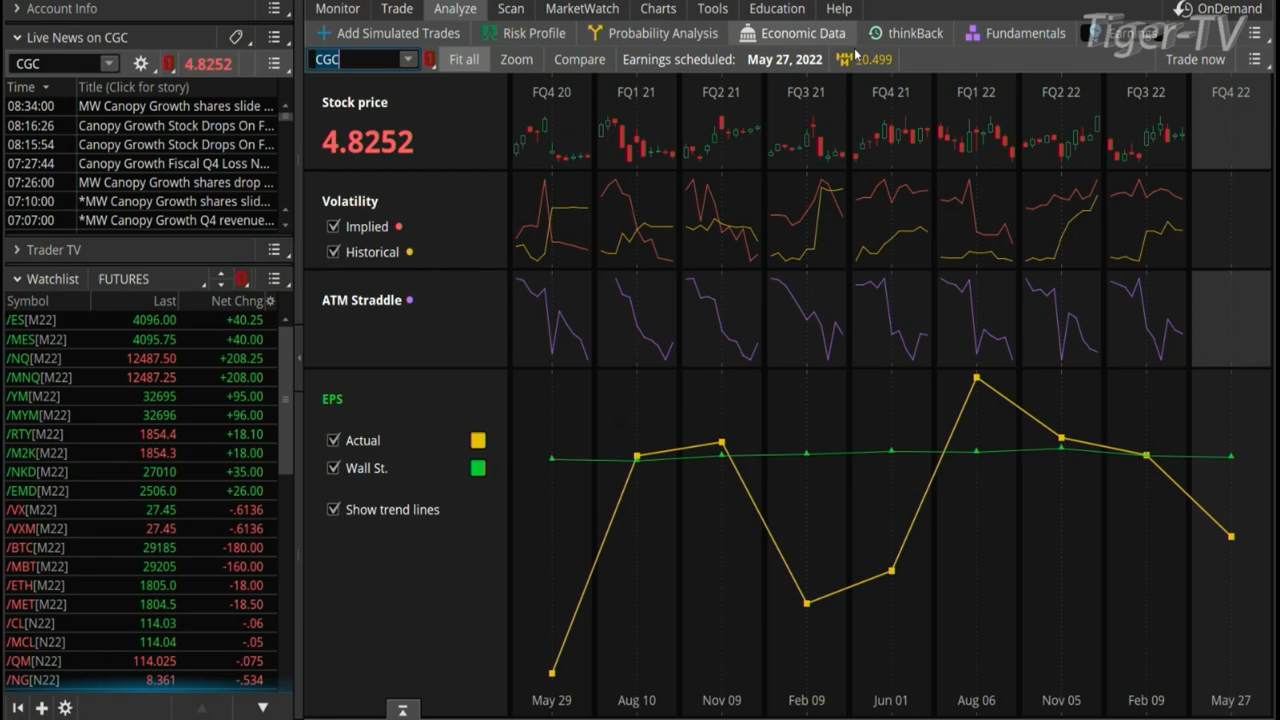 Account Info
Monitor Trade Analyze Scan MarketWatch Charts Tools Education Help
OnDemand
Tiger-TV
Live News on CGC
Add Simulated Trades Risk Profile Probability Analysis Economic Data thinkBack Fundamentals Earnings
CGC 4.8252
CGC Fit all Zoom Compare Earnings scheduled: May 27, 2022 ±0.499 Trade now
Time Title (Click for story)
08:34:00 MW Canopy Growth shares slide ...
08:16:26 Canopy Growth Stock Drops On F...
08:15:54 Canopy Growth Stock Drops On F...
07:27:44 Canopy Growth Fiscal Q4 Loss N...
07:26:00 MW Canopy Growth shares drop ...
07:10:00 *MW Canopy Growth shares slid...
07:07:00 *MW Canopy Growth Q4 revenue...
Trader TV
Watchlist FUTURES
Symbol Last Net Chng
/ES[M22] 4096.00 +40.25
/MES[M22] 4095.75 +40.00
/NQ[M22] 12487.50 +208.25
/MNQ[M22] 12487.25 +208.00
/YM[M22] 32695 +95.00
/MYM[M22] 32696 +96.00
/RTY[M22] 1854.4 +18.10
/M2K[M22] 1854.3 +18.00
/NKD[M22] 27010 +35.00
/EMD[M22] 2506.0 +26.00
/VX[M22] 27.45 -.6136
/VXM[M22] 27.45 -.6136
/BTC[M22] 29185 -180.00
/MBT[M22] 29205 -160.00
/ETH[M22] 1805.0 -18.00
/MET[M22] 1804.5 -18.50
/CL[N22] 114.03 -.06
/MCL[N22] 114.04 -.05
/QM[N22] 114.025 -.075
/NG[N22] 8.361 -.534
FQ4 20 FQ1 21 FQ2 21 FQ3 21 FQ4 21 FQ1 22 FQ2 22 FQ3 22 FQ4 22
Stock price
4.8252
Volatility
Implied
Historical
ATM Straddle
EPS
Actual
Wall St.
Show trend lines
May 29 Aug 10 Nov 09 Feb 09 Jun 01 Aug 06 Nov 05 Feb 09 May 27